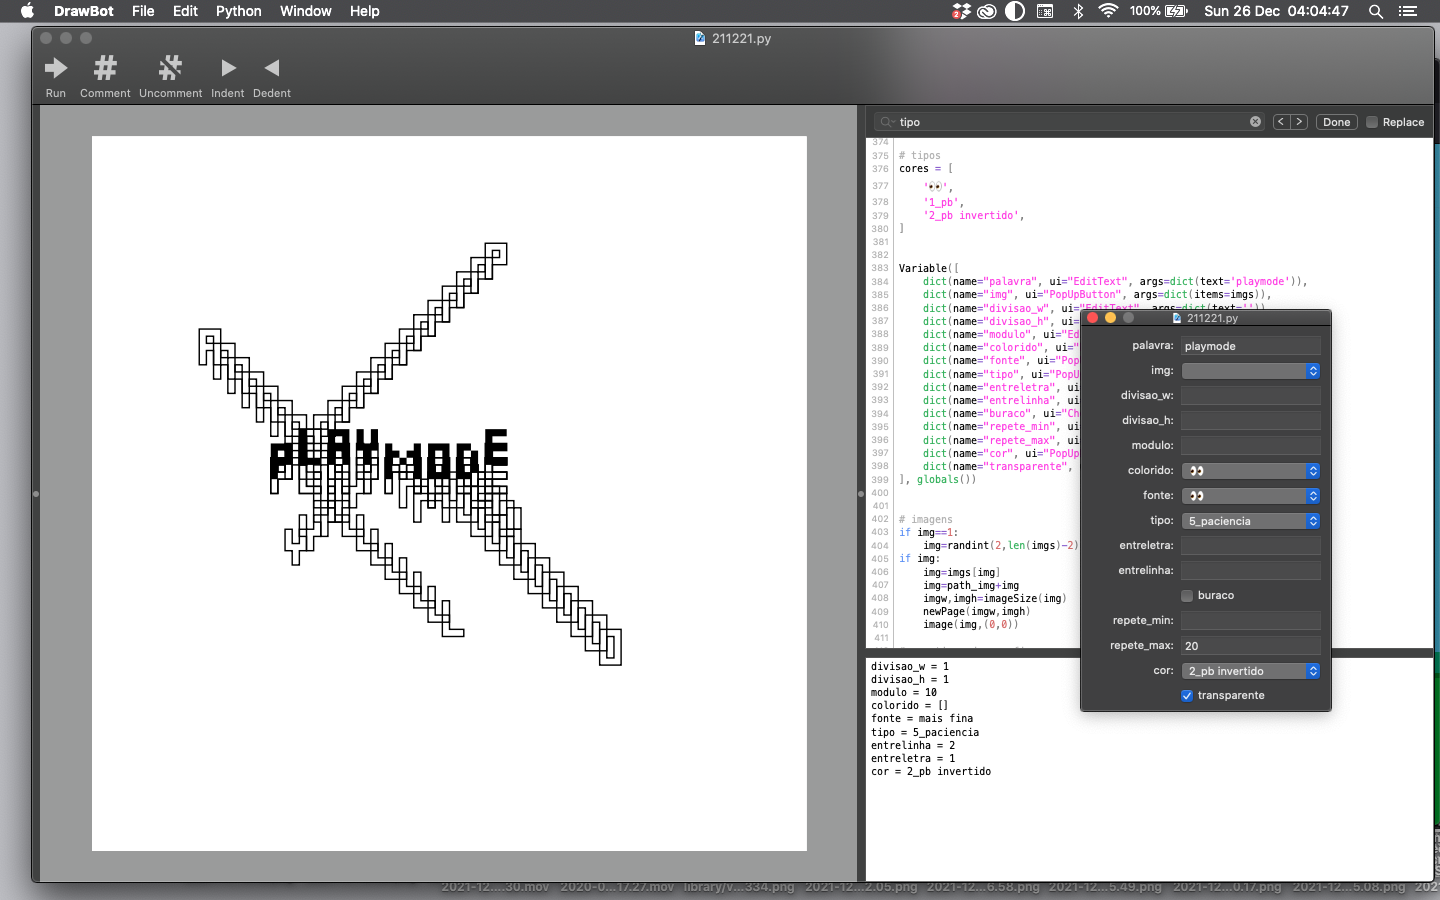 DrawBot File Edit Python Window Help
2
100%
Sun 26 Dec 04:04:47
211221.py
Run Comment Uncomment Indent Dedent
tipo
< > Done Replace
PLAYMODE
374
375 # tipos
376 cores = [
377 '👀',
378 '1_pb',
379 '2_pb invertido',
380 ]
381
382
383 Variable([
384 dict(name="palavra", ui="EditText", args=dict(text='playmode')),
385 dict(name="img", ui="PopUpButton", args=dict(items=imgs)),
386 dict(name="divisao_w", ui="EditText", args=dict(text='')),
387 dict(name="divisao_h", ui=
388 dict(name="modulo", ui="Ed
389 dict(name="colorido", ui="
390 dict(name="fonte", ui="Pop
391 dict(name="tipo", ui="PopU
392 dict(name="entreletra", ui
393 dict(name="entrelinha", ui
394 dict(name="buraco", ui="Ch
395 dict(name="repete_min", ui
396 dict(name="repete_max", ui
397 dict(name="cor", ui="PopUp
398 dict(name="transparente",
399 ], globals())
400
401
402 # imagens
403 if img==1:
404 img=randint(2,len(imgs)-2)
405 if img:
406 img=imgs[img]
407 img=path_img+img
408 imgw,imgh=imageSize(img)
409 newPage(imgw,imgh)
410 image(img,(0,0))
411
211221.py
palavra: playmode
img:
divisao_w:
divisao_h:
modulo:
colorido: 👀
fonte: 👀
tipo: 5_paciencia
entreletra:
entrelinha:
buraco
repete_min:
repete_max: 20
cor: 2_pb invertido
transparente
divisao_w = 1
divisao_h = 1
modulo = 10
colorido = []
fonte = mais fina
tipo = 5_paciencia
entrelinha = 2
entreletra = 1
cor = 2_pb invertido
2021-12....30.mov 2020-0...17.27.mov library/v...334.png 2021-12...2.05.png 2021-12...6.58.png 2021-12...5.49.png 2021-12...0.17.png 2021-12...5.08.png